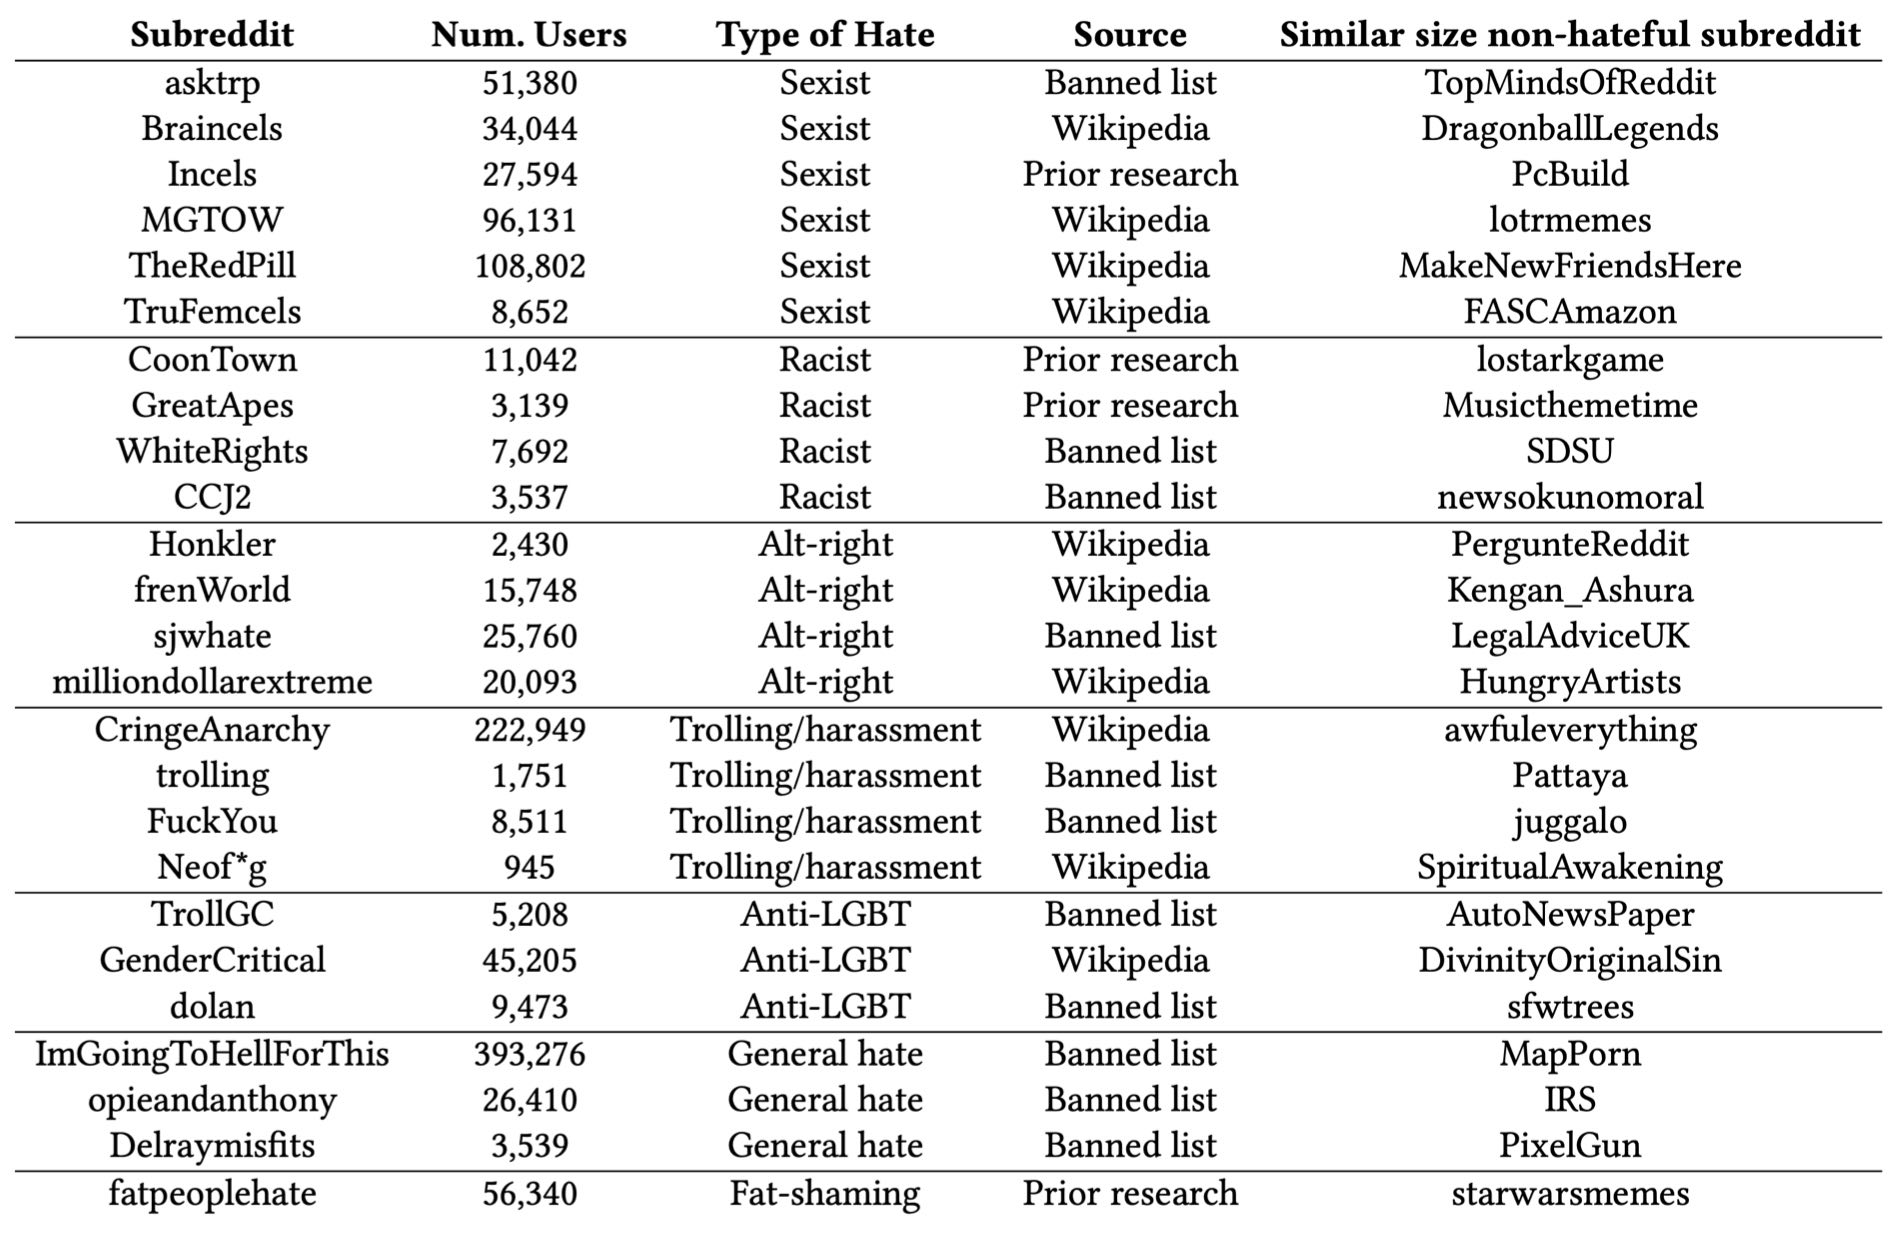 Subreddit Num. Users Type of Hate Source Similar size non-hateful subreddit
asktrp 51,380 Sexist Banned list TopMindsOfReddit
Braincels 34,044 Sexist Wikipedia DragonballLegends
Incels 27,594 Sexist Prior research PcBuild
MGTOW 96,131 Sexist Wikipedia lotrmemes
TheRedPill 108,802 Sexist Wikipedia MakeNewFriendsHere
TruFemcels 8,652 Sexist Wikipedia FASCAmazon
CoonTown 11,042 Racist Prior research lostarkgame
GreatApes 3,139 Racist Prior research Musicthemetime
WhiteRights 7,692 Racist Banned list SDSU
CCJ2 3,537 Racist Banned list newsokunomoral
Honkler 2,430 Alt-right Wikipedia PergunteReddit
frenWorld 15,748 Alt-right Wikipedia Kengan_Ashura
sjwhate 25,760 Alt-right Banned list LegalAdviceUK
milliondollarextreme 20,093 Alt-right Wikipedia HungryArtists
CringeAnarchy 222,949 Trolling/harassment Wikipedia awfuleverything
trolling 1,751 Trolling/harassment Banned list Pattaya
FuckYou 8,511 Trolling/harassment Banned list juggalo
Neof*g 945 Trolling/harassment Wikipedia SpiritualAwakening
TrollGC 5,208 Anti-LGBT Banned list AutoNewsPaper
GenderCritical 45,205 Anti-LGBT Wikipedia DivinityOriginalSin
dolan 9,473 Anti-LGBT Banned list sfwtrees
ImGoingToHellForThis 393,276 General hate Banned list MapPorn
opieandanthony 26,410 General hate Banned list IRS
Delraymisfits 3,539 General hate Banned list PixelGun
fatpeoplehate 56,340 Fat-shaming Prior research starwarsmemes